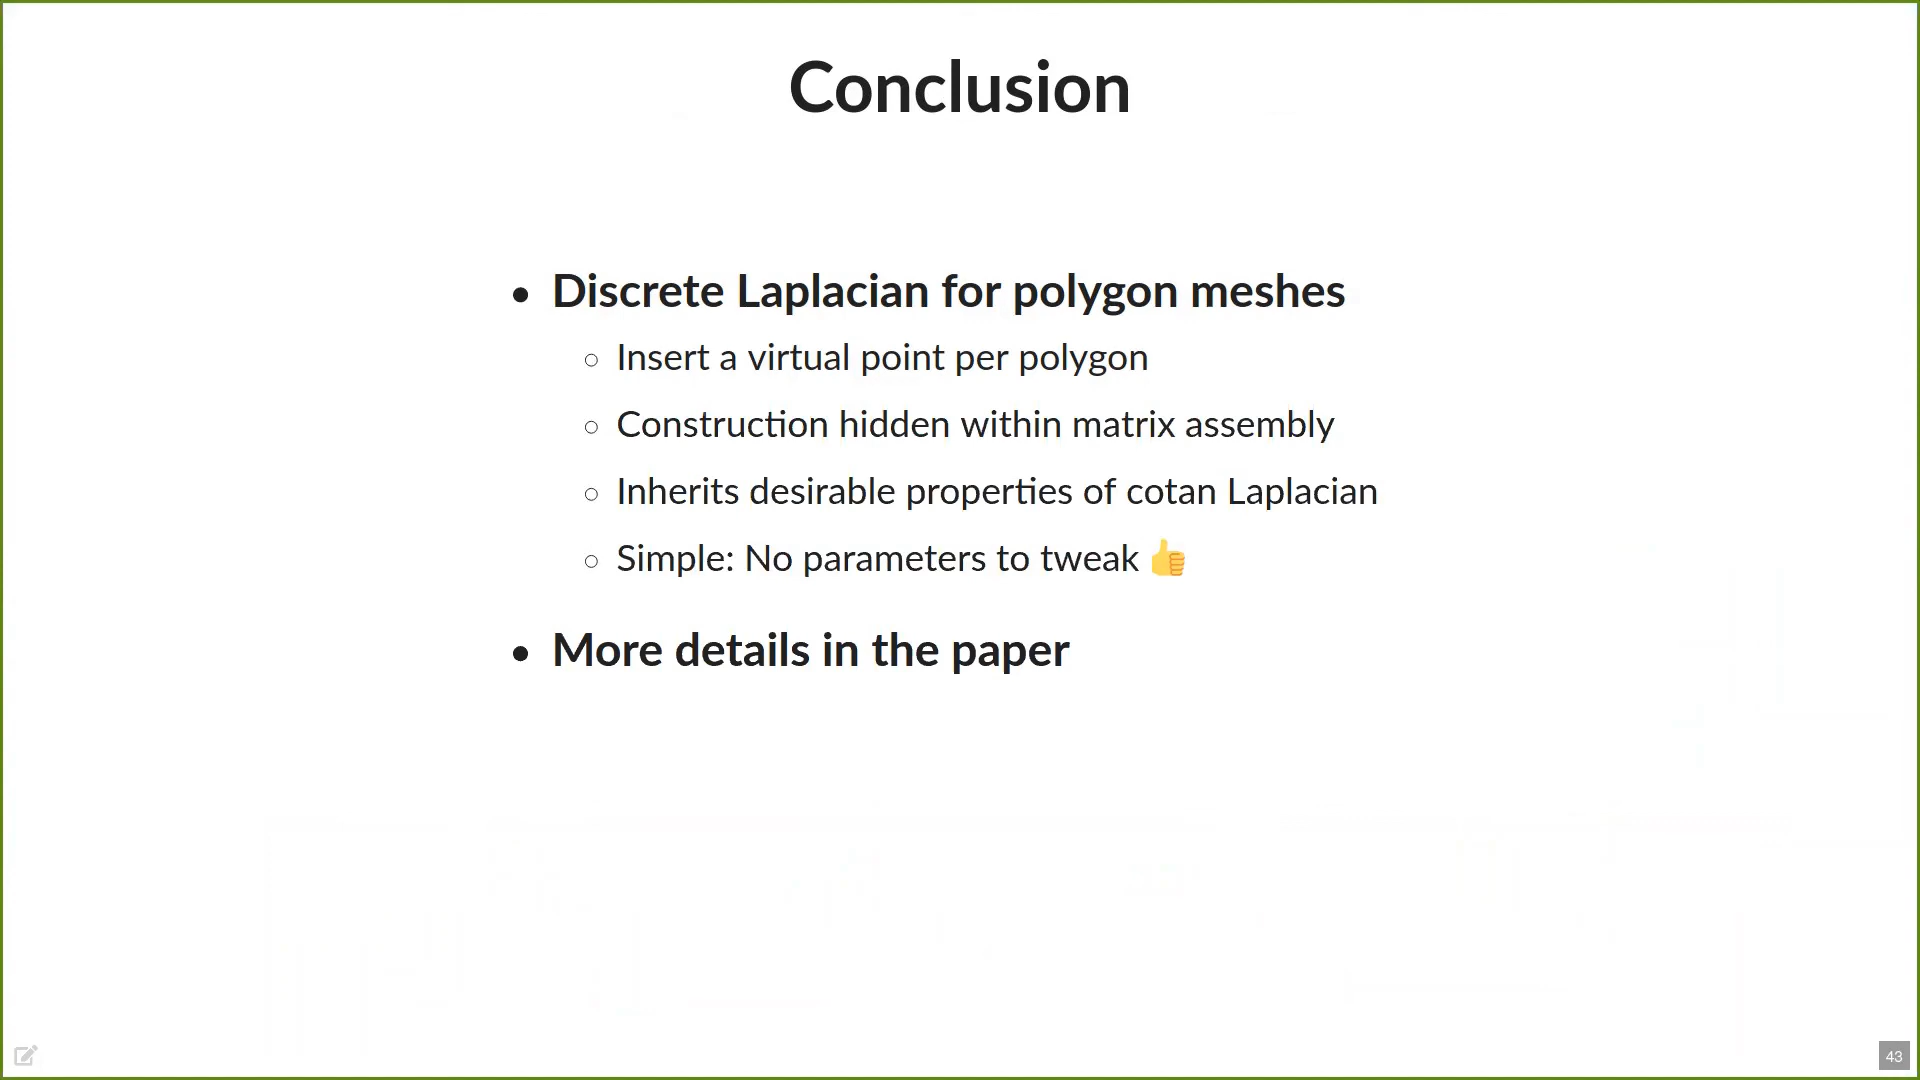 Conclusion
• Discrete Laplacian for polygon meshes
◦ Insert a virtual point per polygon
◦ Construction hidden within matrix assembly
◦ Inherits desirable properties of cotan Laplacian
◦ Simple: No parameters to tweak 👍
• More details in the paper
43